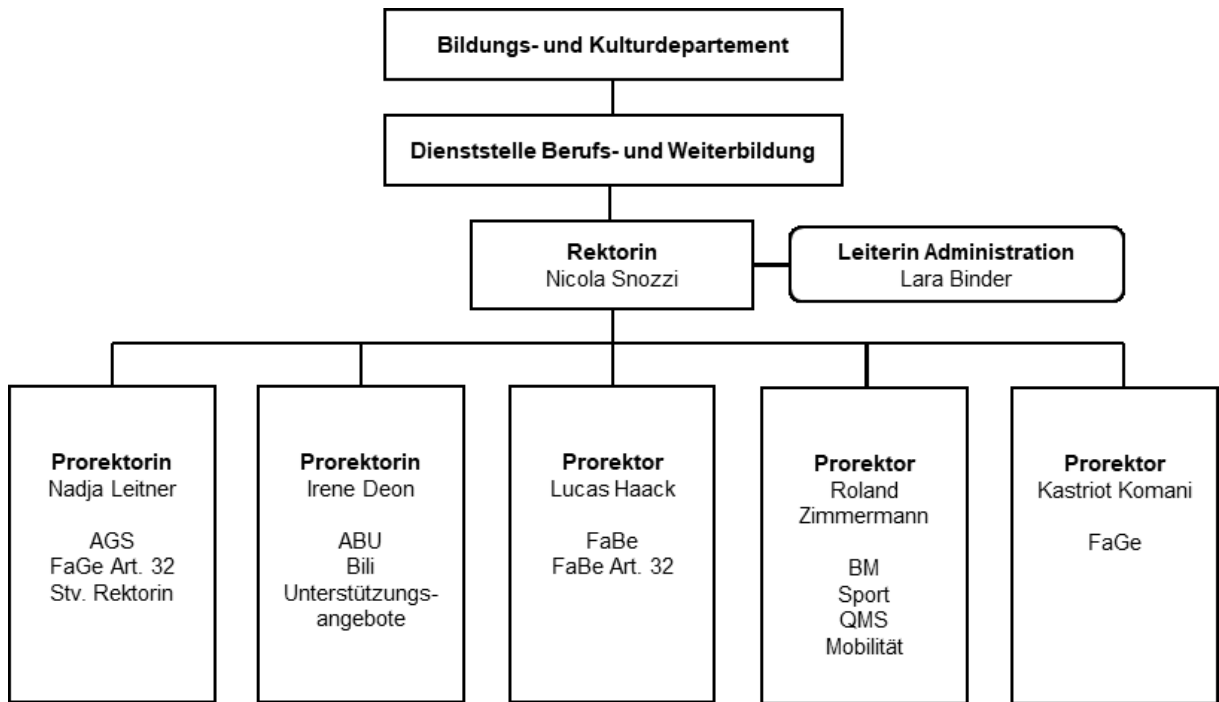 Bildungs- und Kulturdepartement
Dienststelle Berufs- und Weiterbildung
Rektorin
Nicola Snozzi
Leiterin Administration
Lara Binder
Prorektorin
Nadja Leitner
AGS
FaGe Art. 32
Stv. Rektorin
Prorektorin
Irene Deon
ABU
Bili
Unterstützungs-
angebote
Prorektor
Lucas Haack
FaBe
FaBe Art. 32
Prorektor
Roland
Zimmermann
BM
Sport
QMS
Mobilität
Prorektor
Kastriot Komani
FaGe